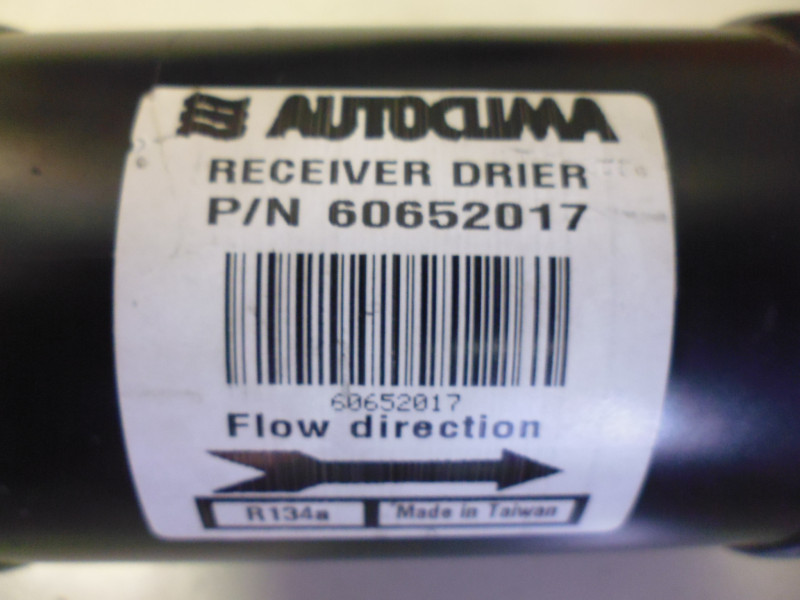 AUTOCLIMA
RECEIVER DRIER
P/N 60652017
60652017
Flow direction
R134a
Made in Taiwan